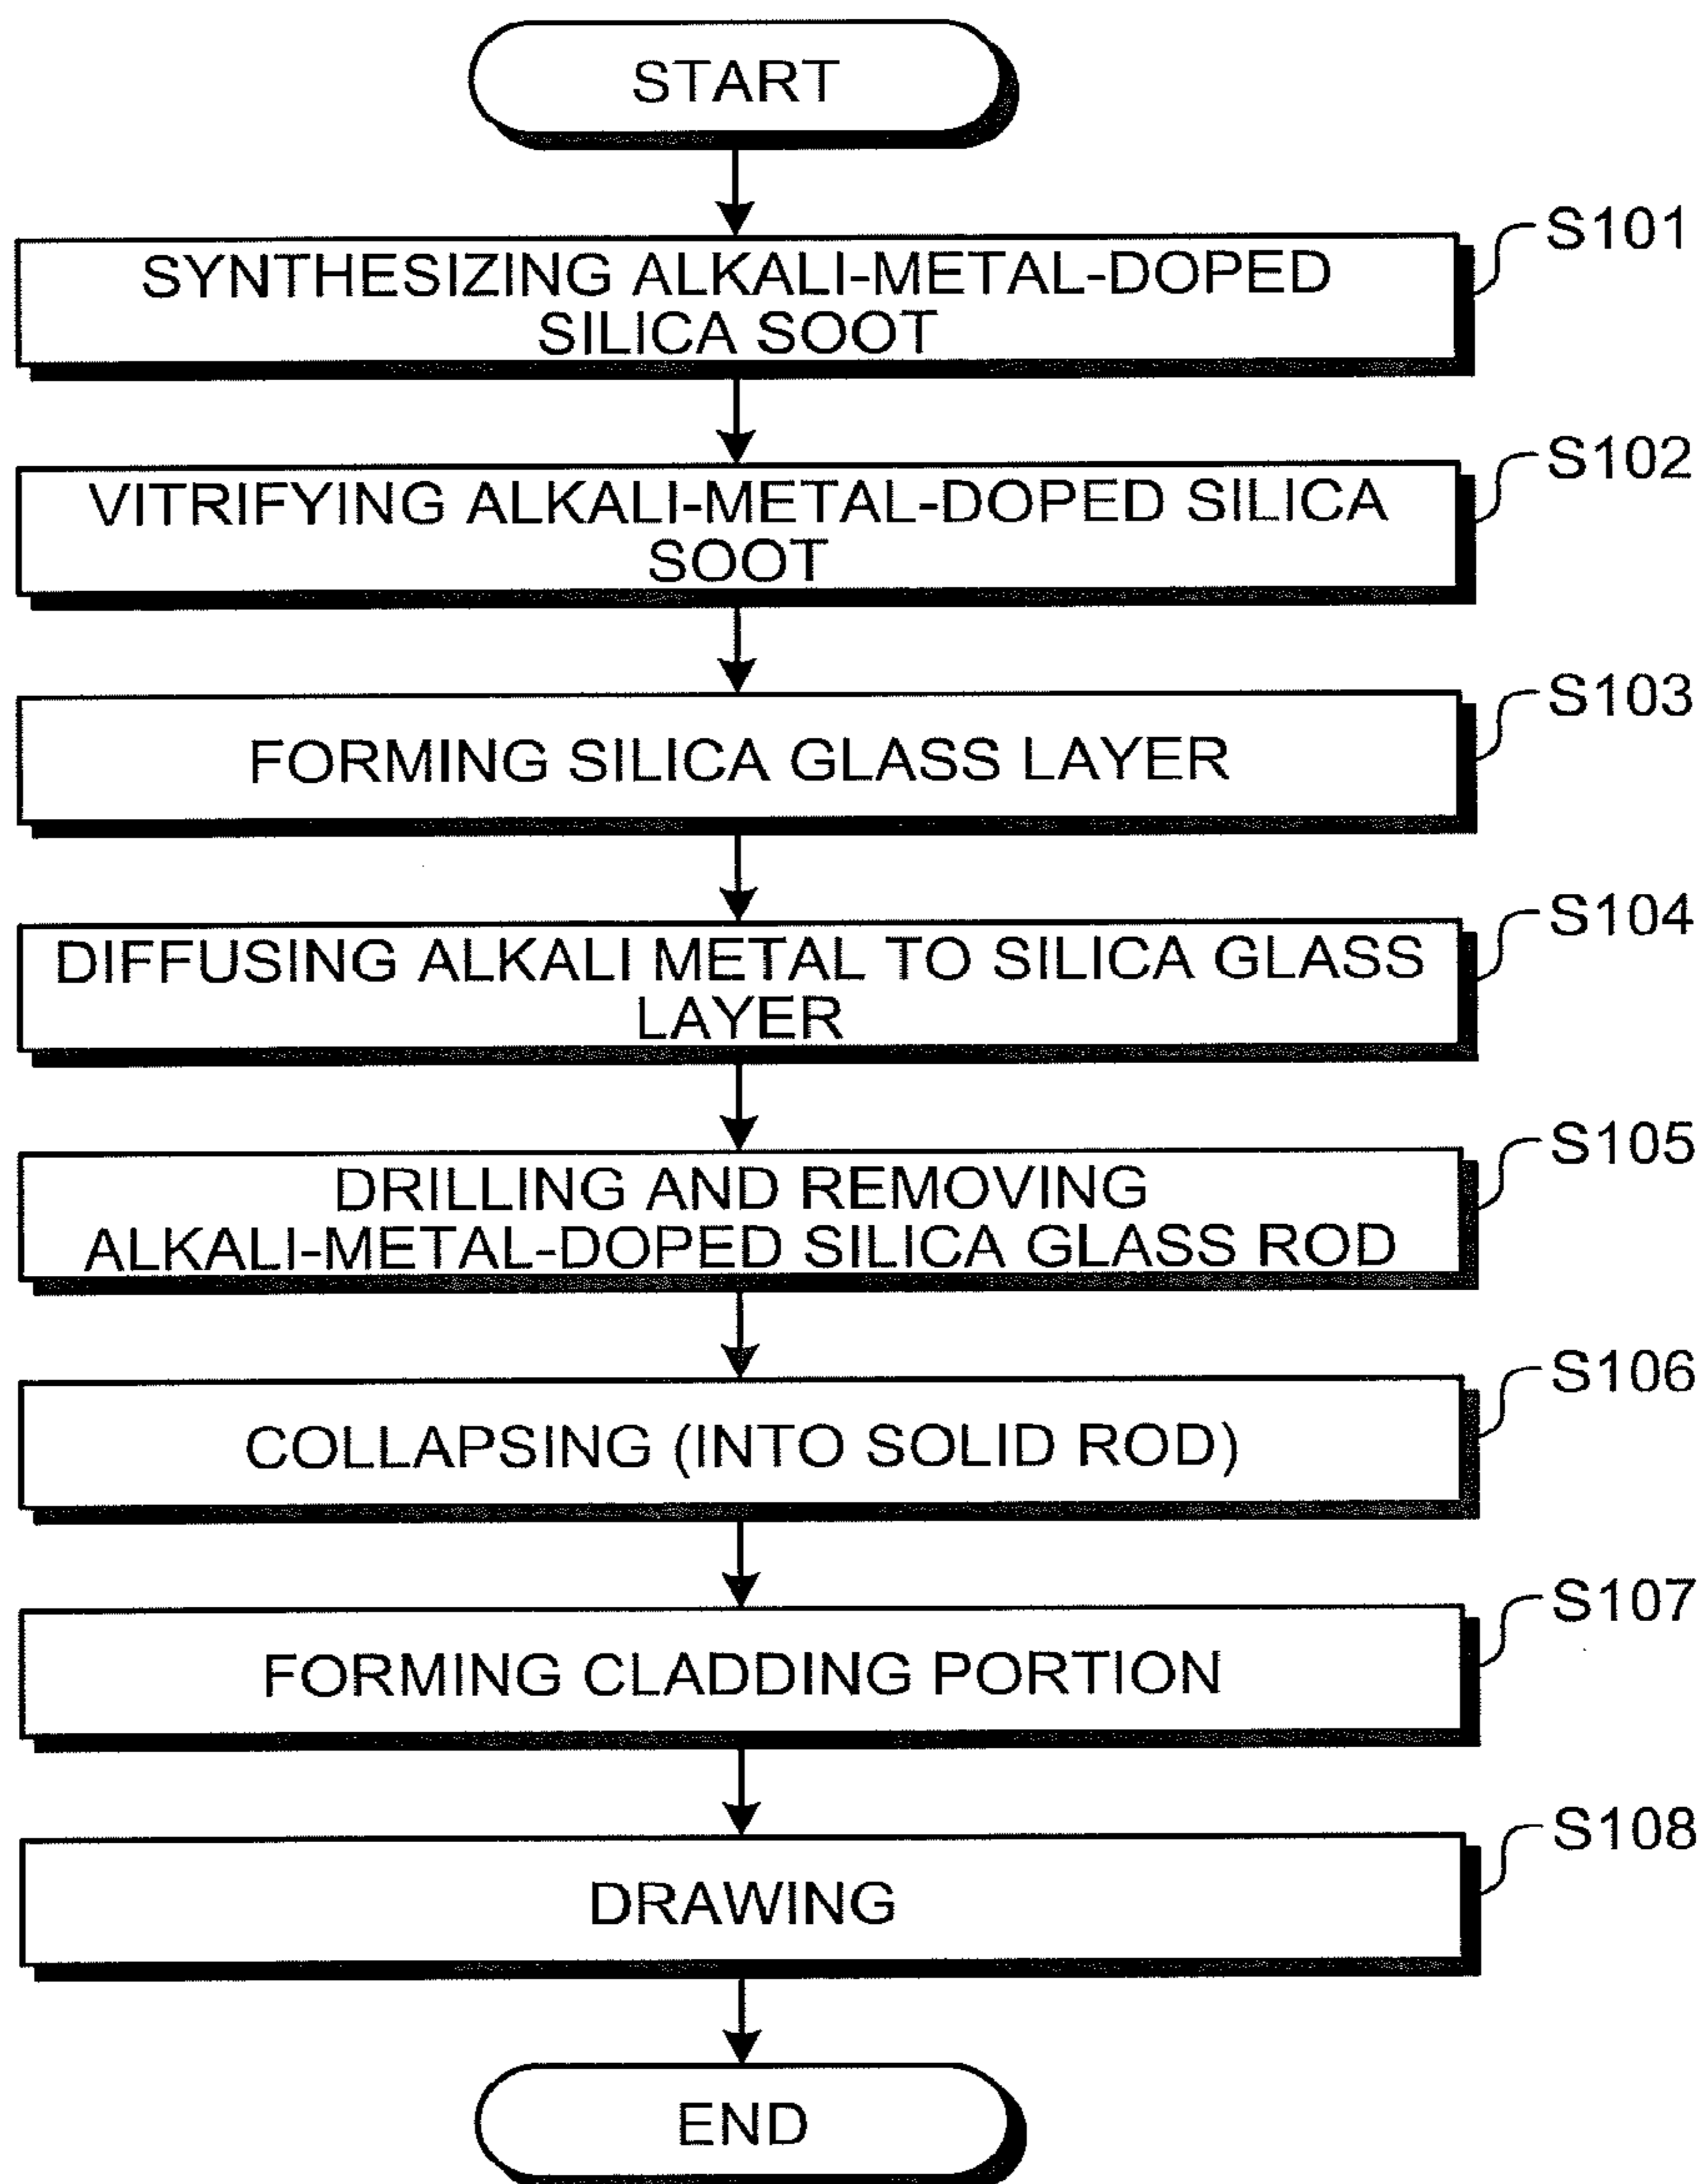 START
S101
SYNTHESIZING ALKALI-METAL-DOPED
SILICA SOOT
S102
VITRIFYING ALKALI-METAL-DOPED SILICA
SOOT
S103
FORMING SILICA GLASS LAYER
S104
DIFFUSING ALKALI METAL TO SILICA GLASS
LAYER
S105
DRILLING AND REMOVING
ALKALI-METAL-DOPED SILICA GLASS ROD
S106
COLLAPSING (INTO SOLID ROD)
S107
FORMING CLADDING PORTION
S108
DRAWING
END